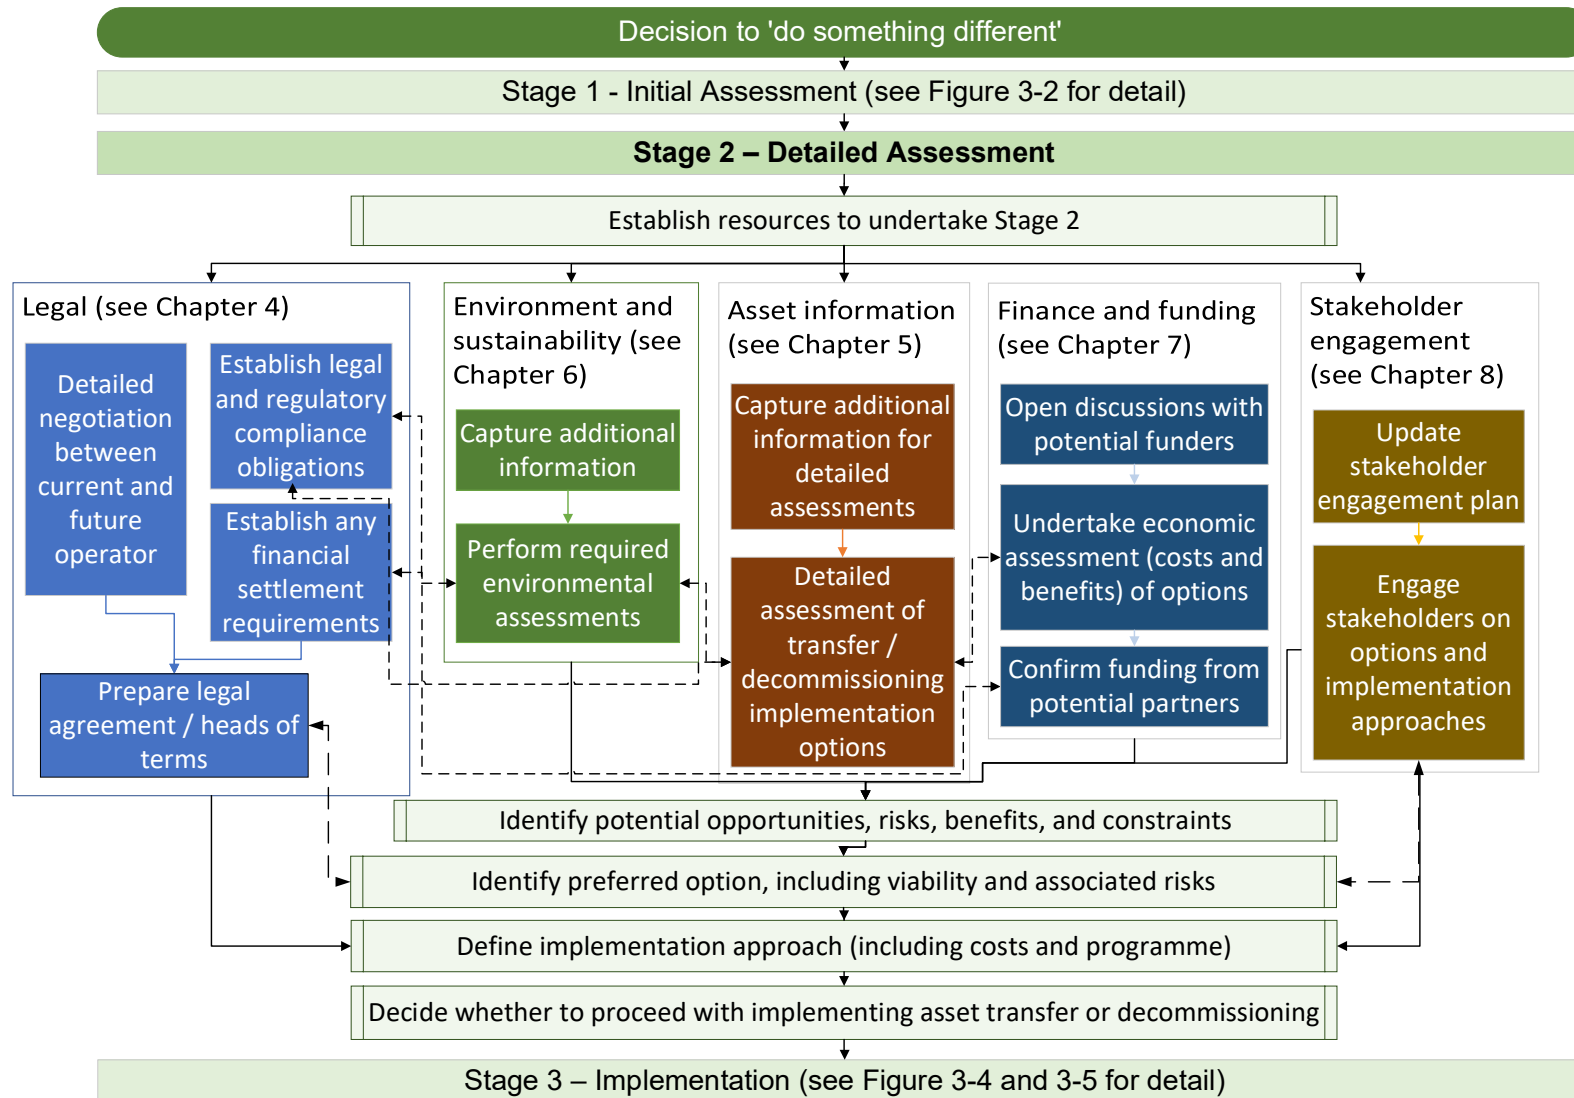 Decision to 'do something different'
Stage 1 - Initial Assessment (see Figure 3-2 for detail)
Stage 2 – Detailed Assessment
Establish resources to undertake Stage 2
Legal (see Chapter 4)
Detailed
negotiation
between
current and
future
operator
Establish legal
and regulatory
compliance
obligations
Establish any
financial
settlement
requirements
Prepare legal
agreement / heads of
terms
Environment and
sustainability (see
Chapter 6)
Capture additional
information
Perform required
environmental
assessments
Asset information
(see Chapter 5)
Capture additional
information for
detailed
assessments
Detailed
assessment of
transfer /
decommissioning
implementation
options
Finance and funding
(see Chapter 7)
Open discussions with
potential funders
Undertake economic
assessment (costs and
benefits) of options
Confirm funding from
potential partners
Stakeholder
engagement
(see Chapter 8)
Update
stakeholder
engagement plan
Engage
stakeholders on
options and
implementation
approaches
Identify potential opportunities, risks, benefits, and constraints
Identify preferred option, including viability and associated risks
Define implementation approach (including costs and programme)
Decide whether to proceed with implementing asset transfer or decommissioning
Stage 3 – Implementation (see Figure 3-4 and 3-5 for detail)